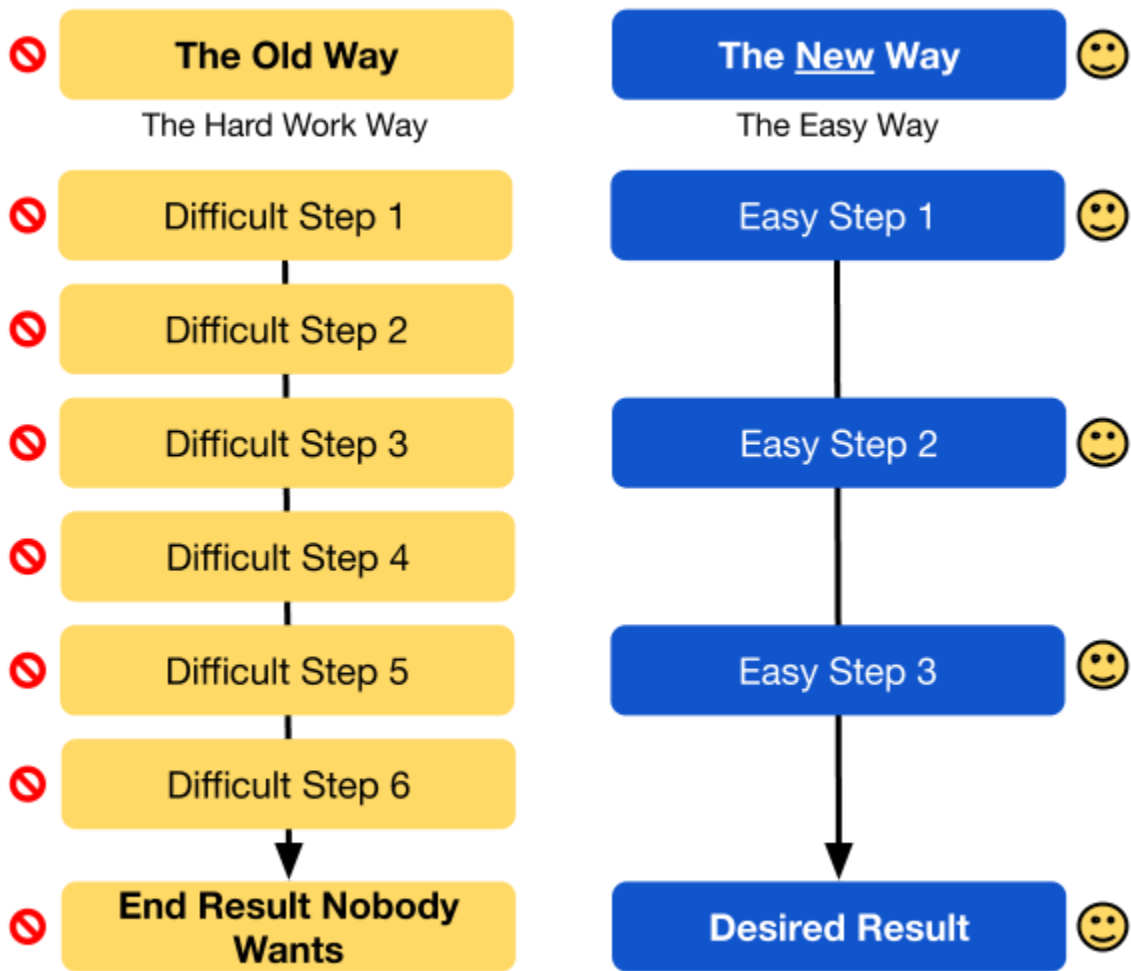 The Old Way
The Hard Work Way
Difficult Step 1
Difficult Step 2
Difficult Step 3
Difficult Step 4
Difficult Step 5
Difficult Step 6
End Result Nobody
Wants
The New Way
The Easy Way
Easy Step 1
Easy Step 2
Easy Step 3
Desired Result